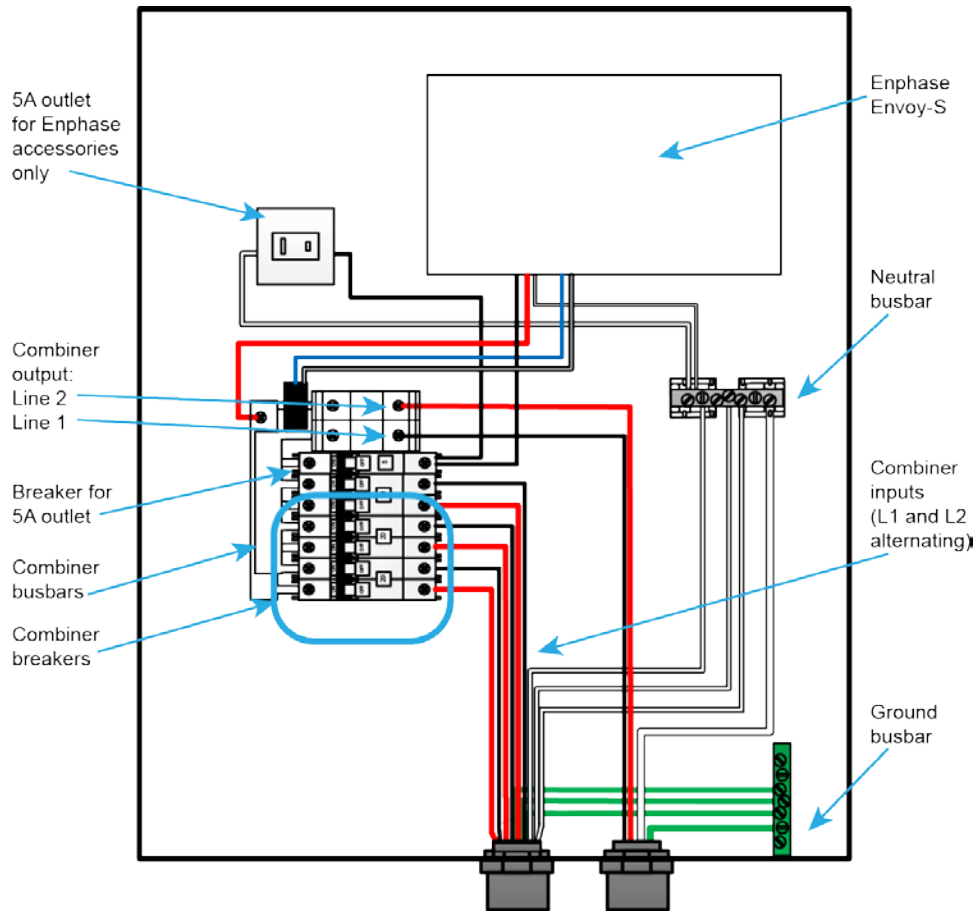 5A outlet
for Enphase
accessories
only
Enphase
Envoy-S
Neutral
busbar
Combiner
output:
Line 2
Line 1
Breaker for
5A outlet
Combiner
inputs
(L1 and L2
alternating)
Combiner
busbars
Combiner
breakers
Ground
busbar